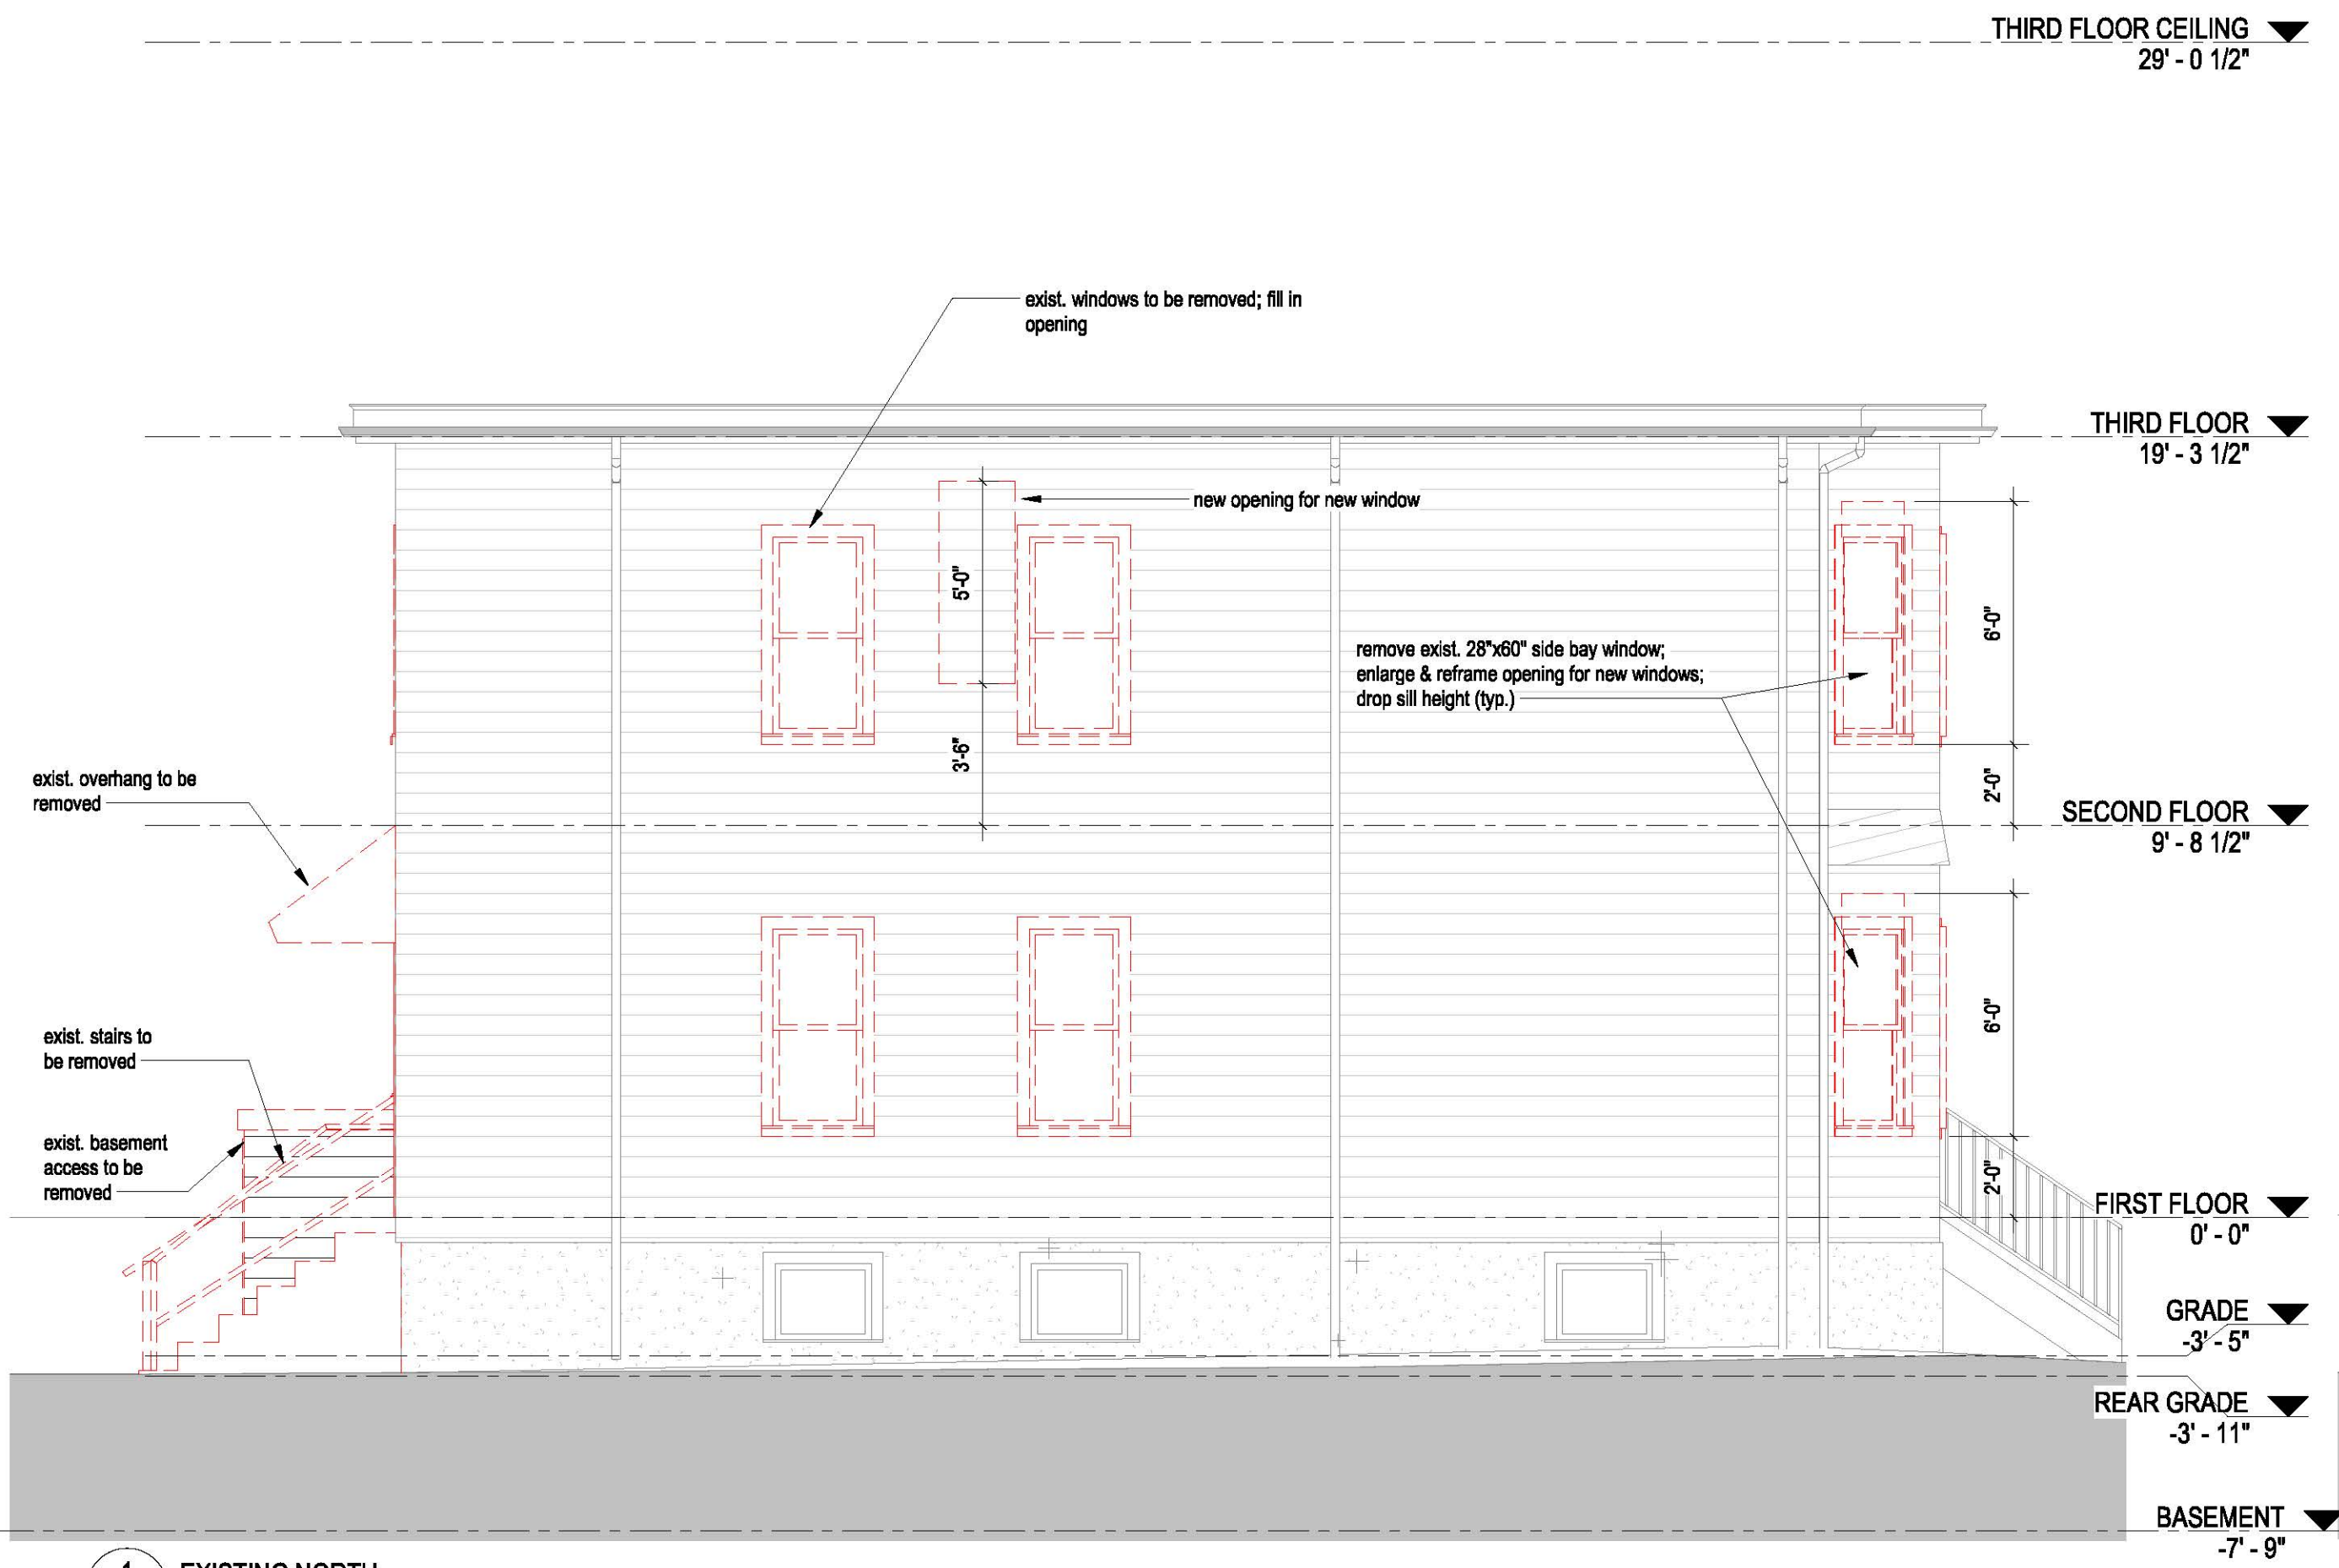 THIRD FLOOR CEILING
29' - 0 1/2"
exist. windows to be removed; fill in
opening
THIRD FLOOR
19' - 3 1/2"
new opening for new window
5'-0"
6'-0"
remove exist. 28"x60" side bay window;
enlarge & reframe opening for new windows;
drop sill height (typ.)
3'-6"
2'-0"
exist. overhang to be
removed
SECOND FLOOR
9' - 8 1/2"
6'-0"
exist. stairs to
be removed
exist. basement
access to be
removed
2'-0"
FIRST FLOOR
0' - 0"
GRADE
-3' - 5"
REAR GRADE
-3' - 11"
BASEMENT
-7' - 9"
1
EXISTING NORTH